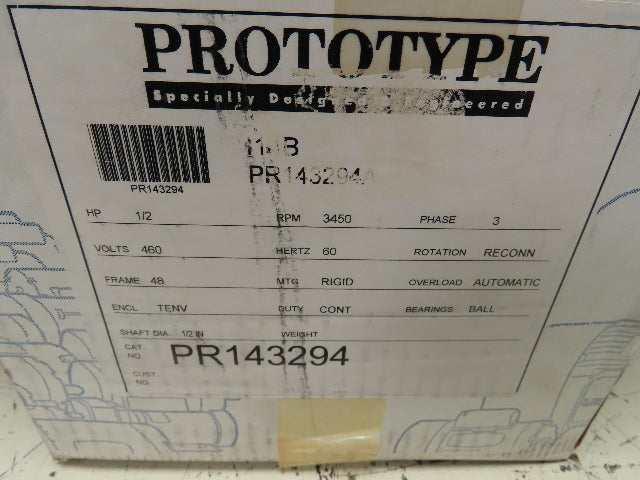 PROTOTYPE
Specially
PR143294
PR143294A
HP 1/2 RPM 3450 PHASE 3
VOLTS 460 HERTZ 60 ROTATION RECONN
FRAME 48 MTG RIGID OVERLOAD AUTOMATIC
ENCL TENV DUTY CONT BEARINGS BALL
SHAFT DIA 1/2 IN WEIGHT
CAT NO PR143294
CUST NO